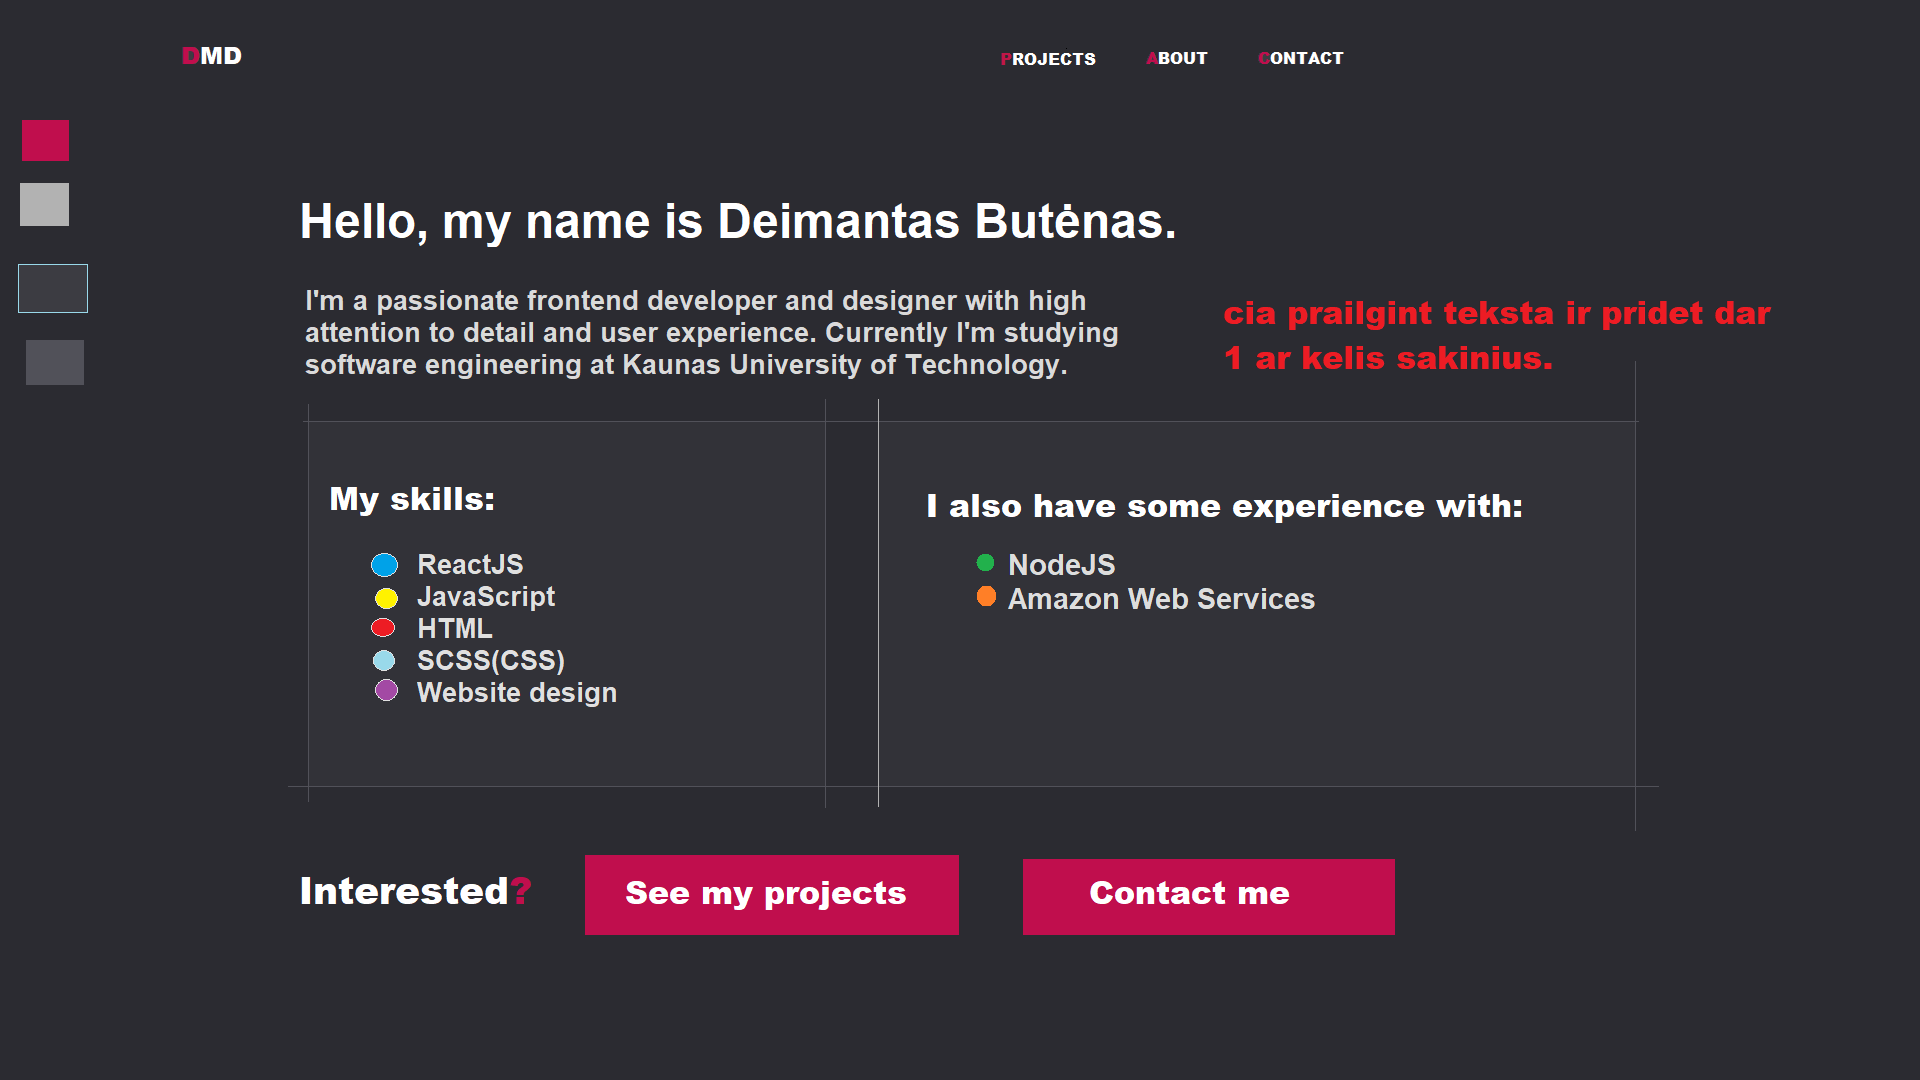 DMD
PROJECTS ABOUT CONTACT
Hello, my name is Deimantas Butėnas.
I'm a passionate frontend developer and designer with high
attention to detail and user experience. Currently I'm studying
software engineering at Kaunas University of Technology.
cia prailgint teksta ir pridet dar
1 ar kelis sakinius.
My skills:
ReactJS
JavaScript
HTML
SCSS(CSS)
Website design
I also have some experience with:
NodeJS
Amazon Web Services
Interested?
See my projects
Contact me